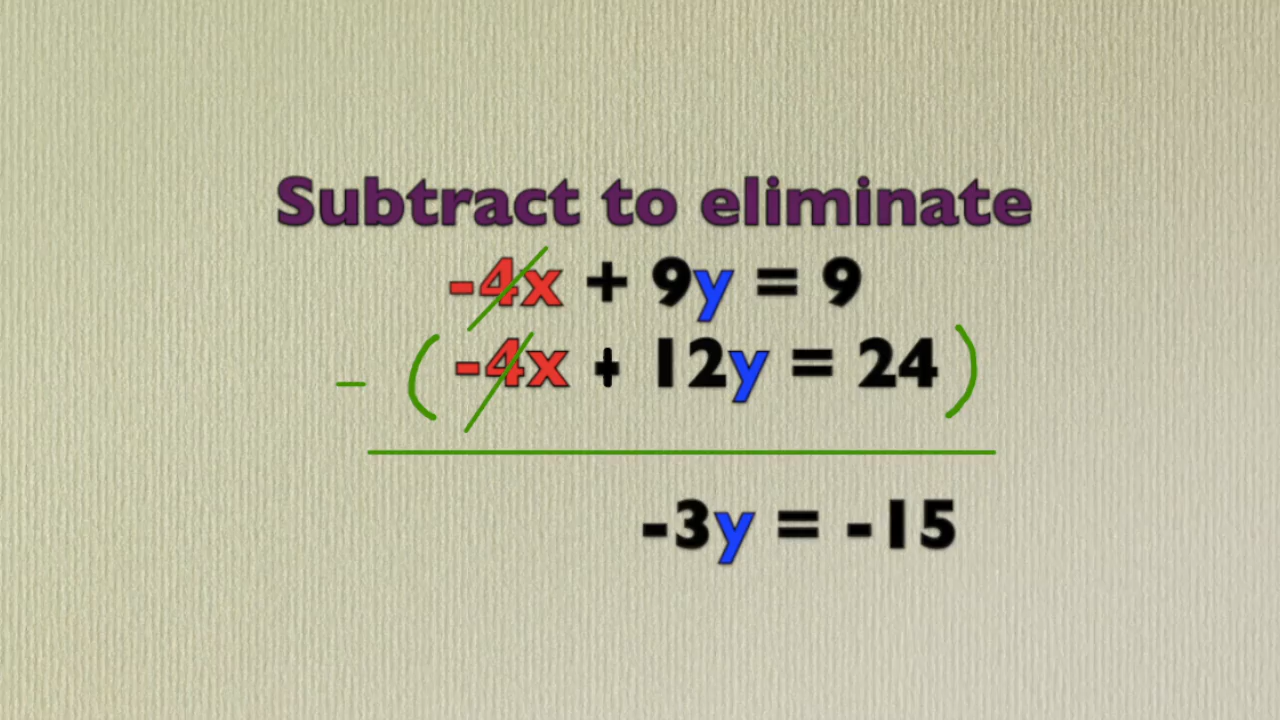 Subtract to eliminate
-4x + 9y = 9
- ( -4x + 12y = 24 )
-3y = -15